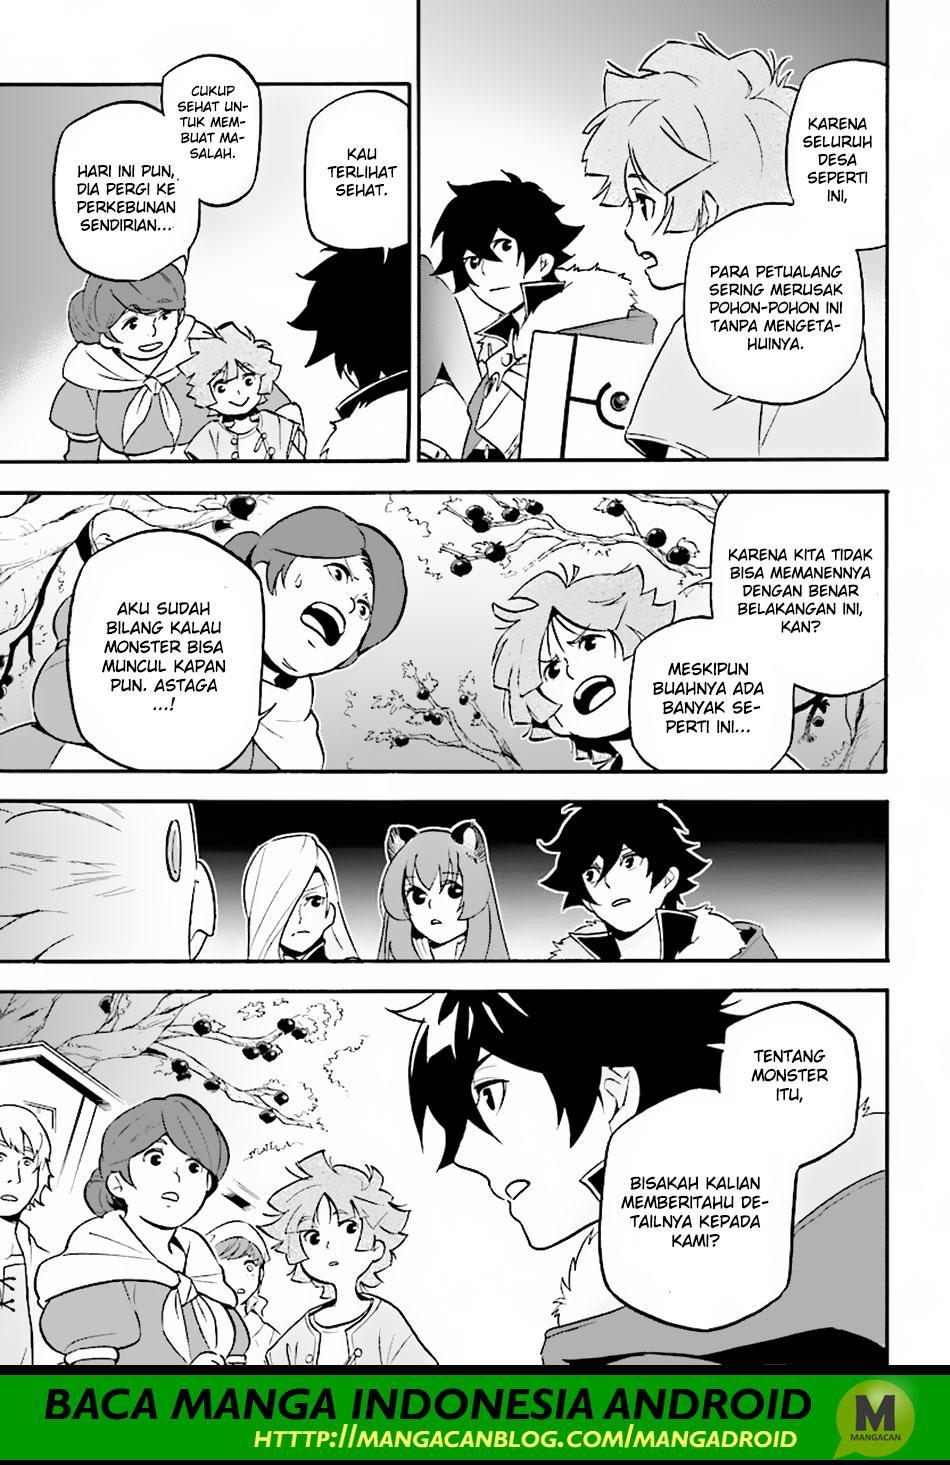 KARENA
SELURUH
DESA
SEPERTI
INI,
PARA PETUALANG
SERING MERUSAK
POHON-POHON INI
TANPA MENGETA-
HUINYA.
KAU
TERLIHAT
SEHAT.
CUKUP
SEHAT UN-
TUK MEM-
BUAT MA-
SALAH.
HARI INI PUN,
DIA PERGI KE
PERKEBUNAN
SENDIRIAN...
KARENA KITA TIDAK
BISA MEMANENNYA
DENGAN BENAR
BELAKANGAN INI,
KAN?
MESKIPUN
BUAHNYA ADA
BANYAK SE-
PERTI INI...
AKU SUDAH
BILANG KALAU
MONSTER BISA
MUNCUL KAPAN
PUN. ASTAGA
...!
TENTANG
MONSTER
ITU,
BISAKAH KALIAN
MEMBERITAHU DE-
TAILNYA KEPADA
KAMI?
BACA MANGA INDONESIA ANDROID
HTTTP://MANGACANBLOG.COM/MANGADROID
M
MANGACAN